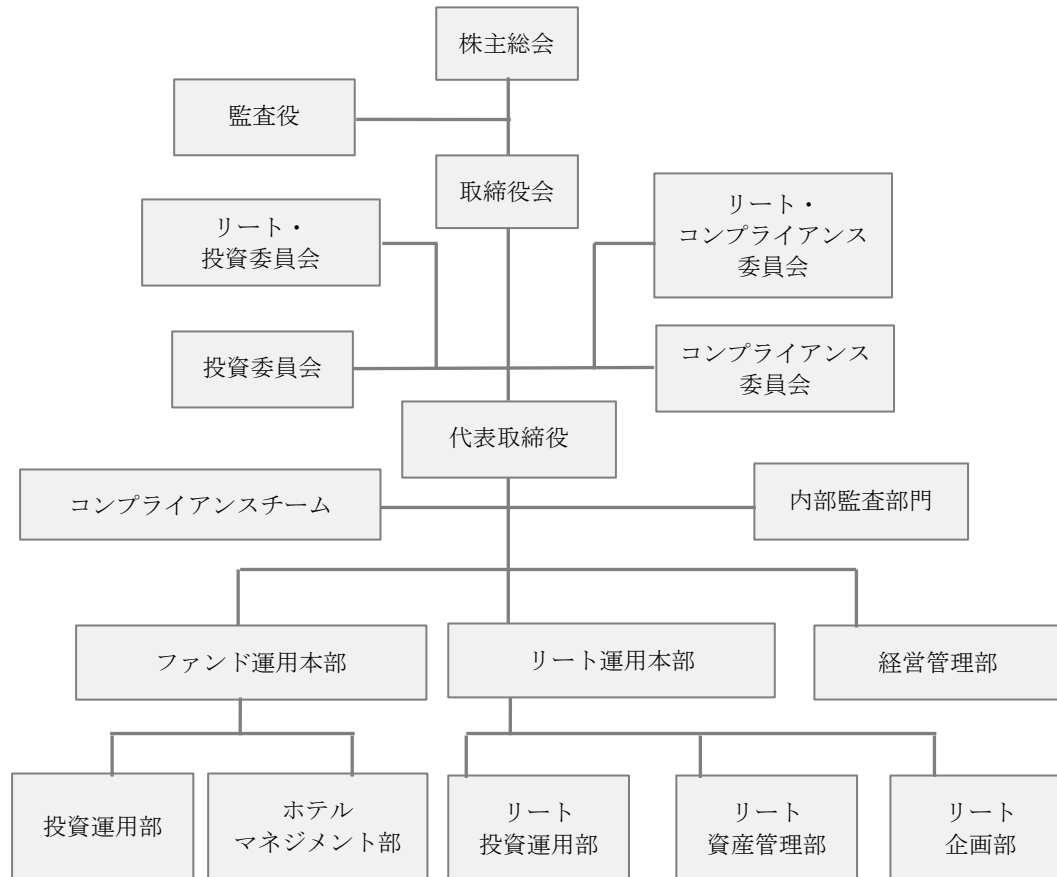 株主総会
監査役
取締役会
リート・
投資委員会
リート・
コンプライアンス
委員会
投資委員会
コンプライアンス
委員会
代表取締役
コンプライアンスチーム
内部監査部門
ファンド運用本部
リート運用本部
経営管理部
投資運用部
ホテル
マネジメント部
リート
投資運用部
リート
資産管理部
リート
企画部